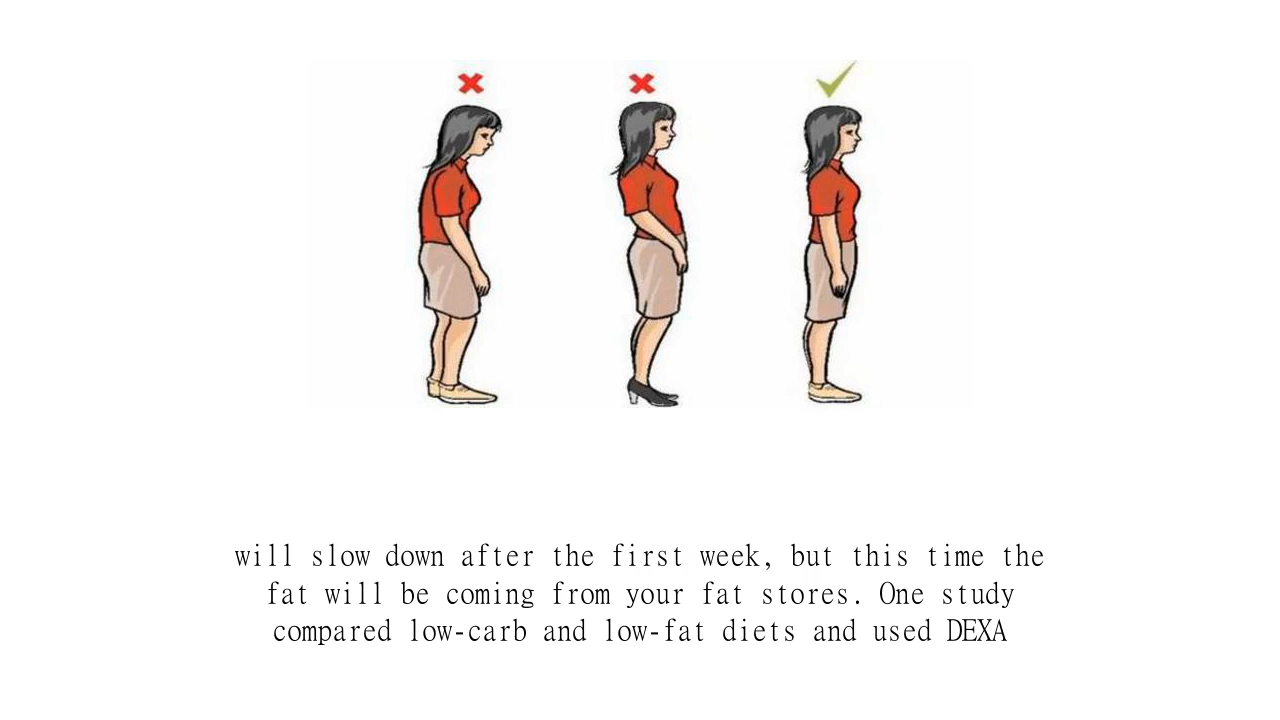 will slow down after the first week, but this time the
fat will be coming from your fat stores. One study
compared low-carb and low-fat diets and used DEXA